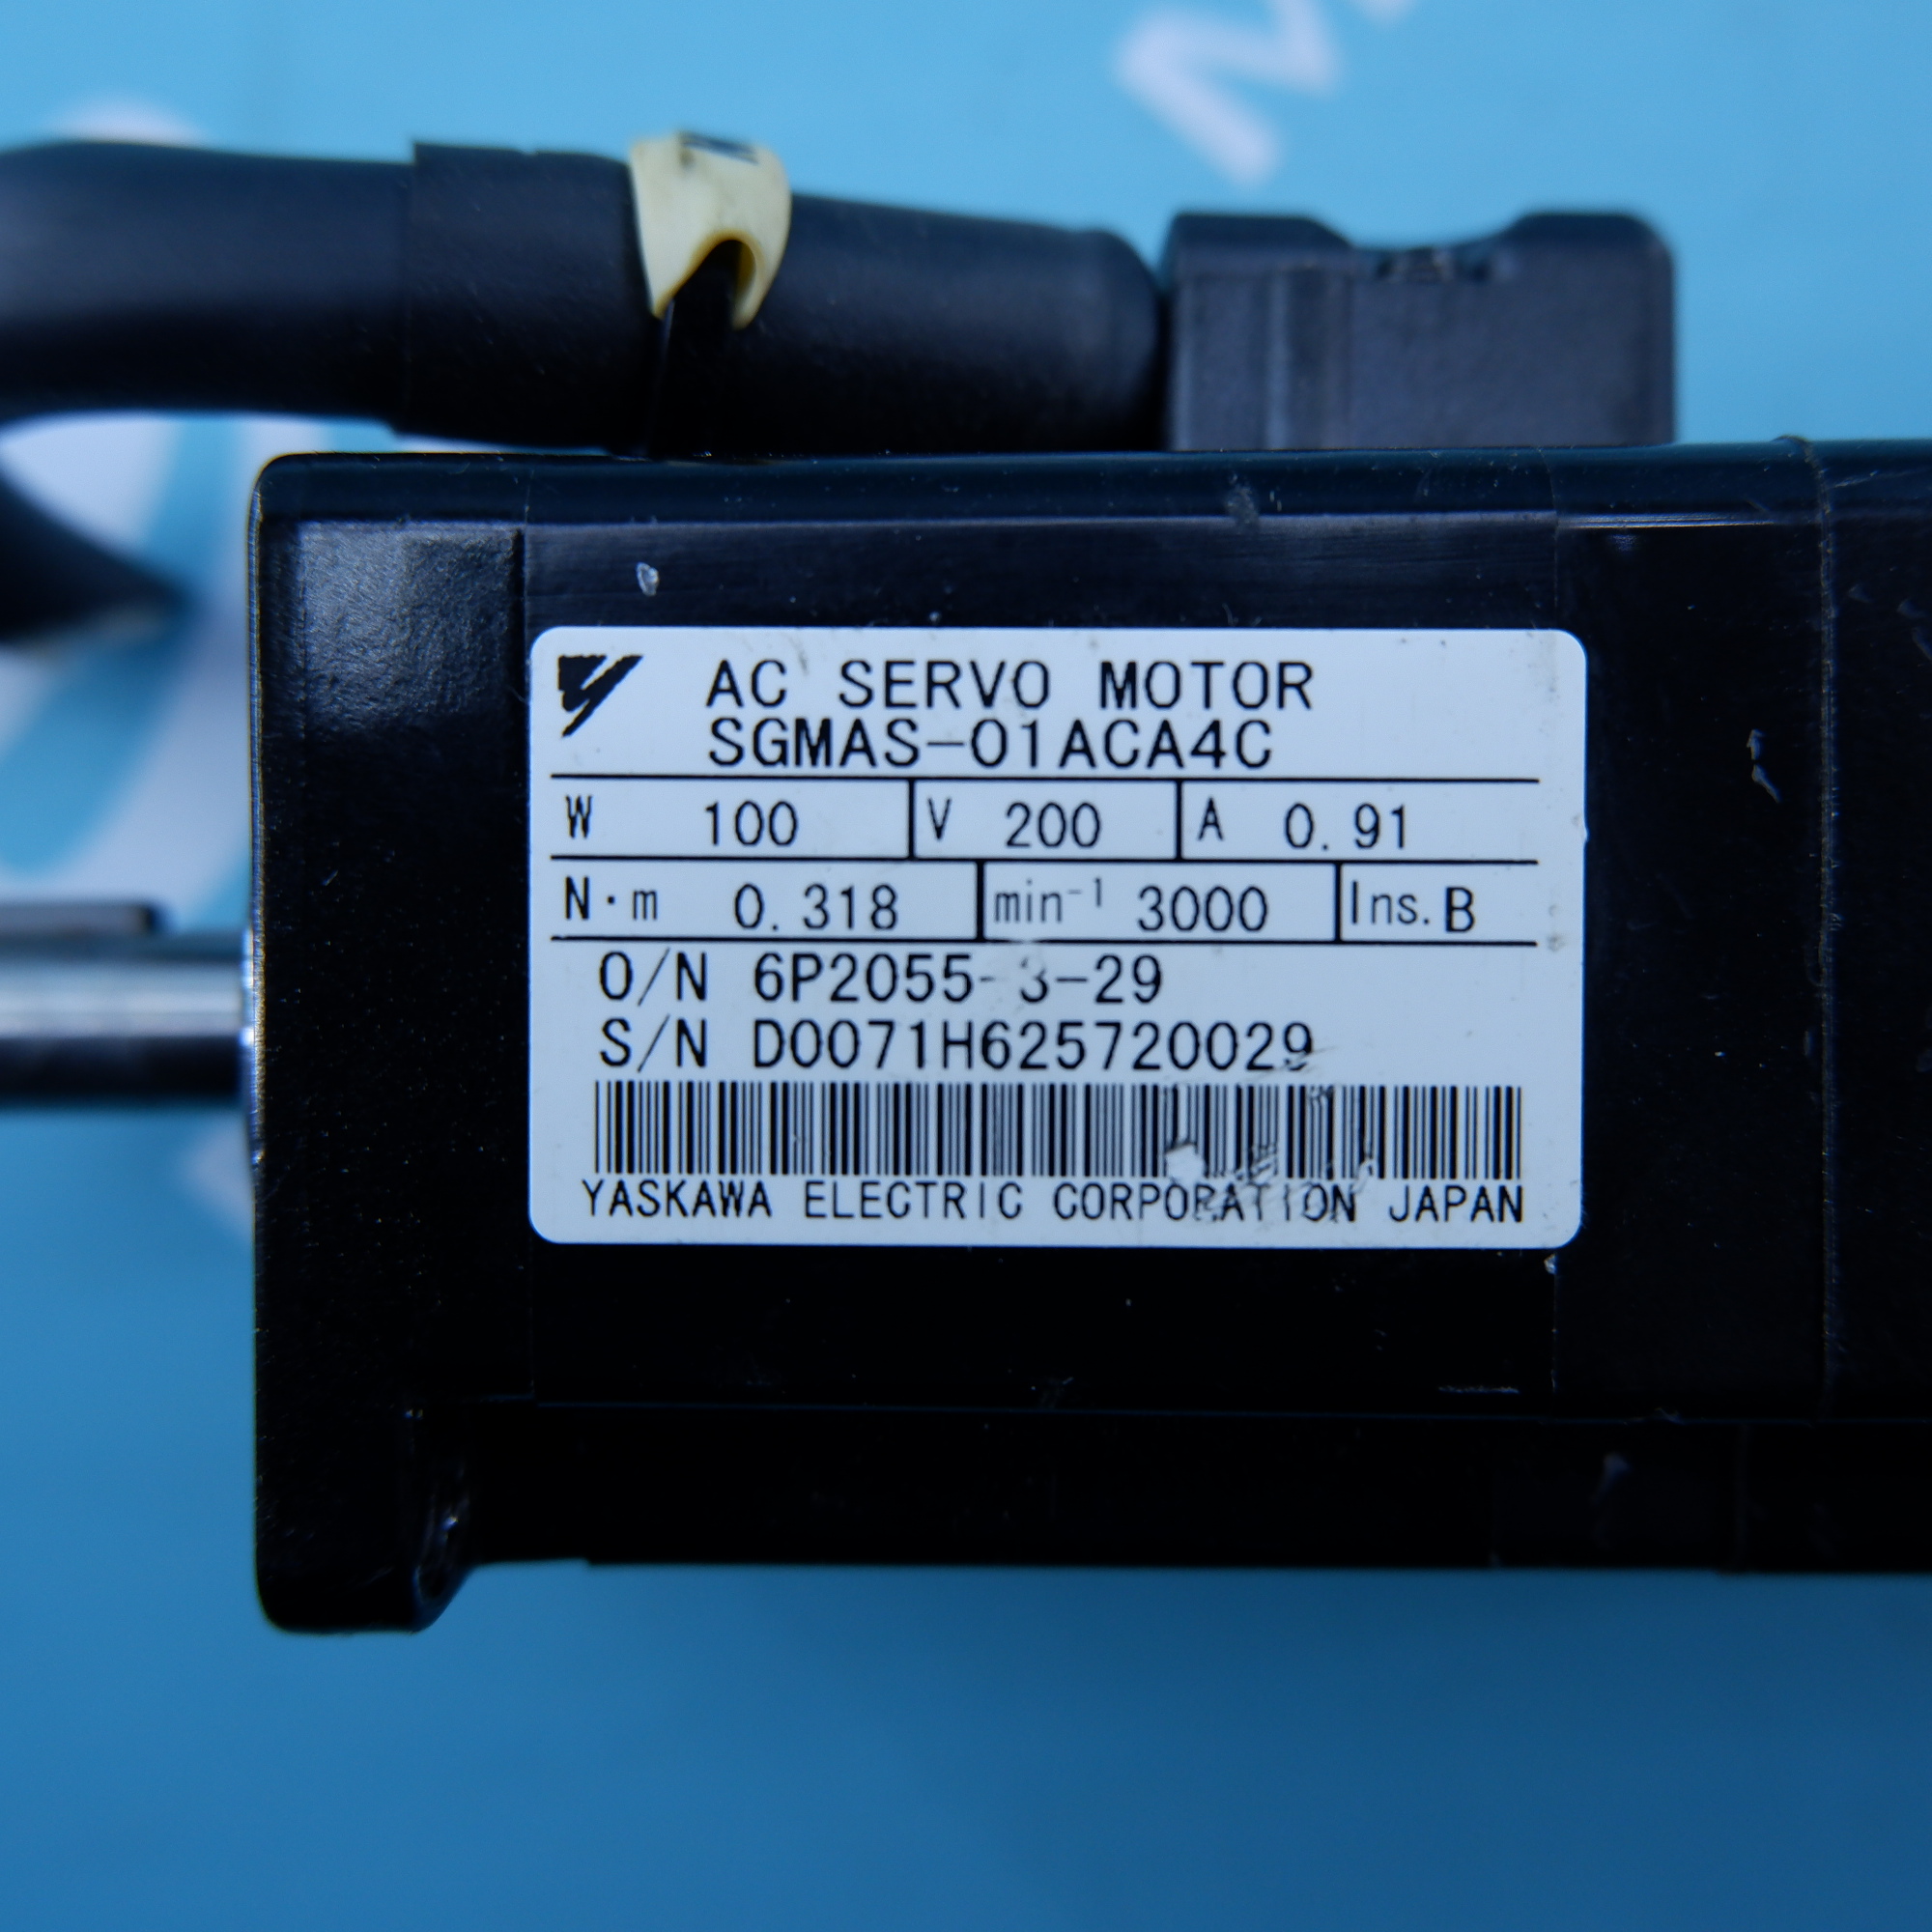 AC SERVO MOTOR
SGMAS-01ACA4C
W 100 V 200 A 0.91
N·m 0.318 min⁻¹ 3000 Ins. B
O/N 6P2055-3-29
S/N D0071H625720029
YASKAWA ELECTRIC CORPORATION JAPAN